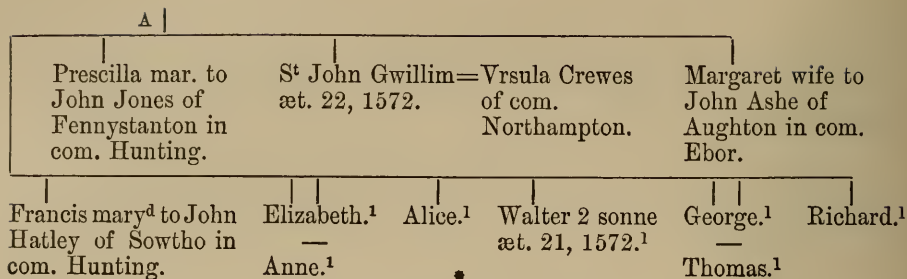 A
Prescilla mar. to
John Jones of
Fennystanton in
com. Hunting.
Sᵗ John Gwillim=Vrsula Crewes
æt. 22, 1572.
of com.
Northampton.
Margaret wife to
John Ashe of
Aughton in com.
Ebor.
Francis maryᵈ to John
Hatley of Sowtho in
com. Hunting.
Elizabeth.¹
—
Anne.¹
Alice.¹
Walter 2 sonne
æt. 21, 1572.¹
George.¹
—
Thomas.¹
Richard.¹